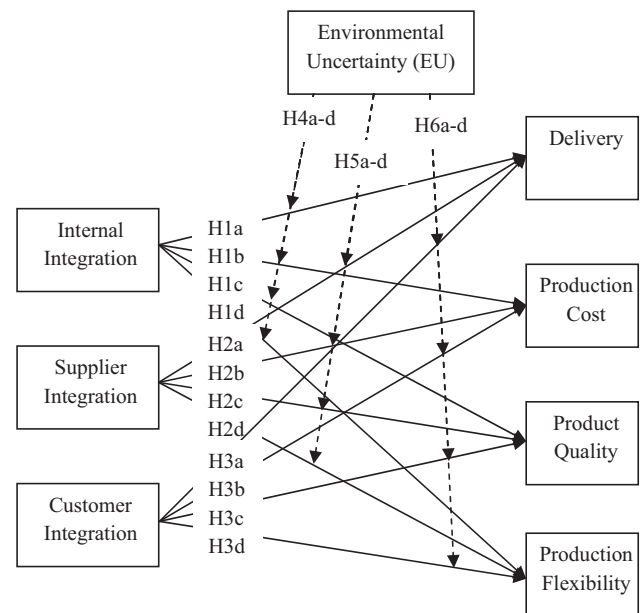 Environmental
Uncertainty (EU)
H4a-d
H5a-d
H6a-d
Delivery
Internal
Integration
H1a
H1b
H1c
H1d
Production
Cost
Supplier
Integration
H2a
H2b
H2c
H2d
Product
Quality
Customer
Integration
H3a
H3b
H3c
H3d
Production
Flexibility